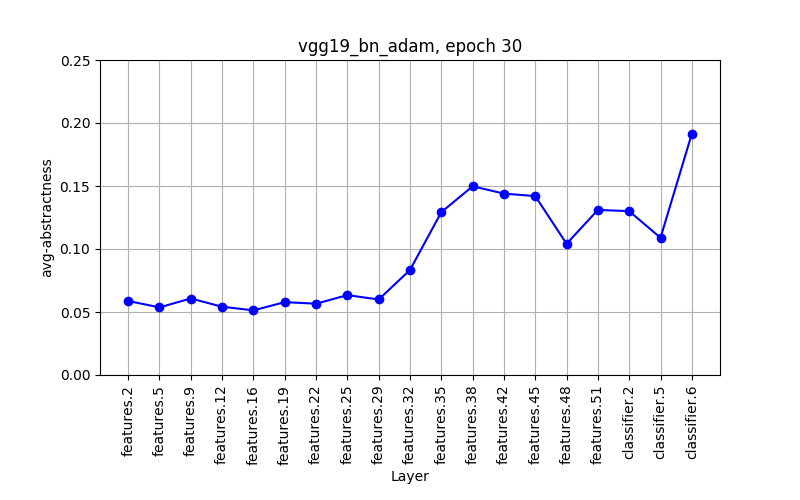 vgg19_bn_adam, epoch 30
avg-abstractness
0.25
0.20
0.15
0.10
0.05
0.00
features.2
features.5
features.9
features.12
features.16
features.19
features.22
features.25
features.29
features.32
features.35
features.38
features.42
features.45
features.48
features.51
classifier.2
classifier.5
classifier.6
Layer